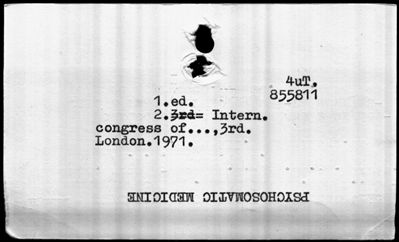 4uT.
855811
1.ed.
2.3rd= Intern.
congress of...,3rd.
London.1971.
PSYCHOSOMATIC MEDICINE